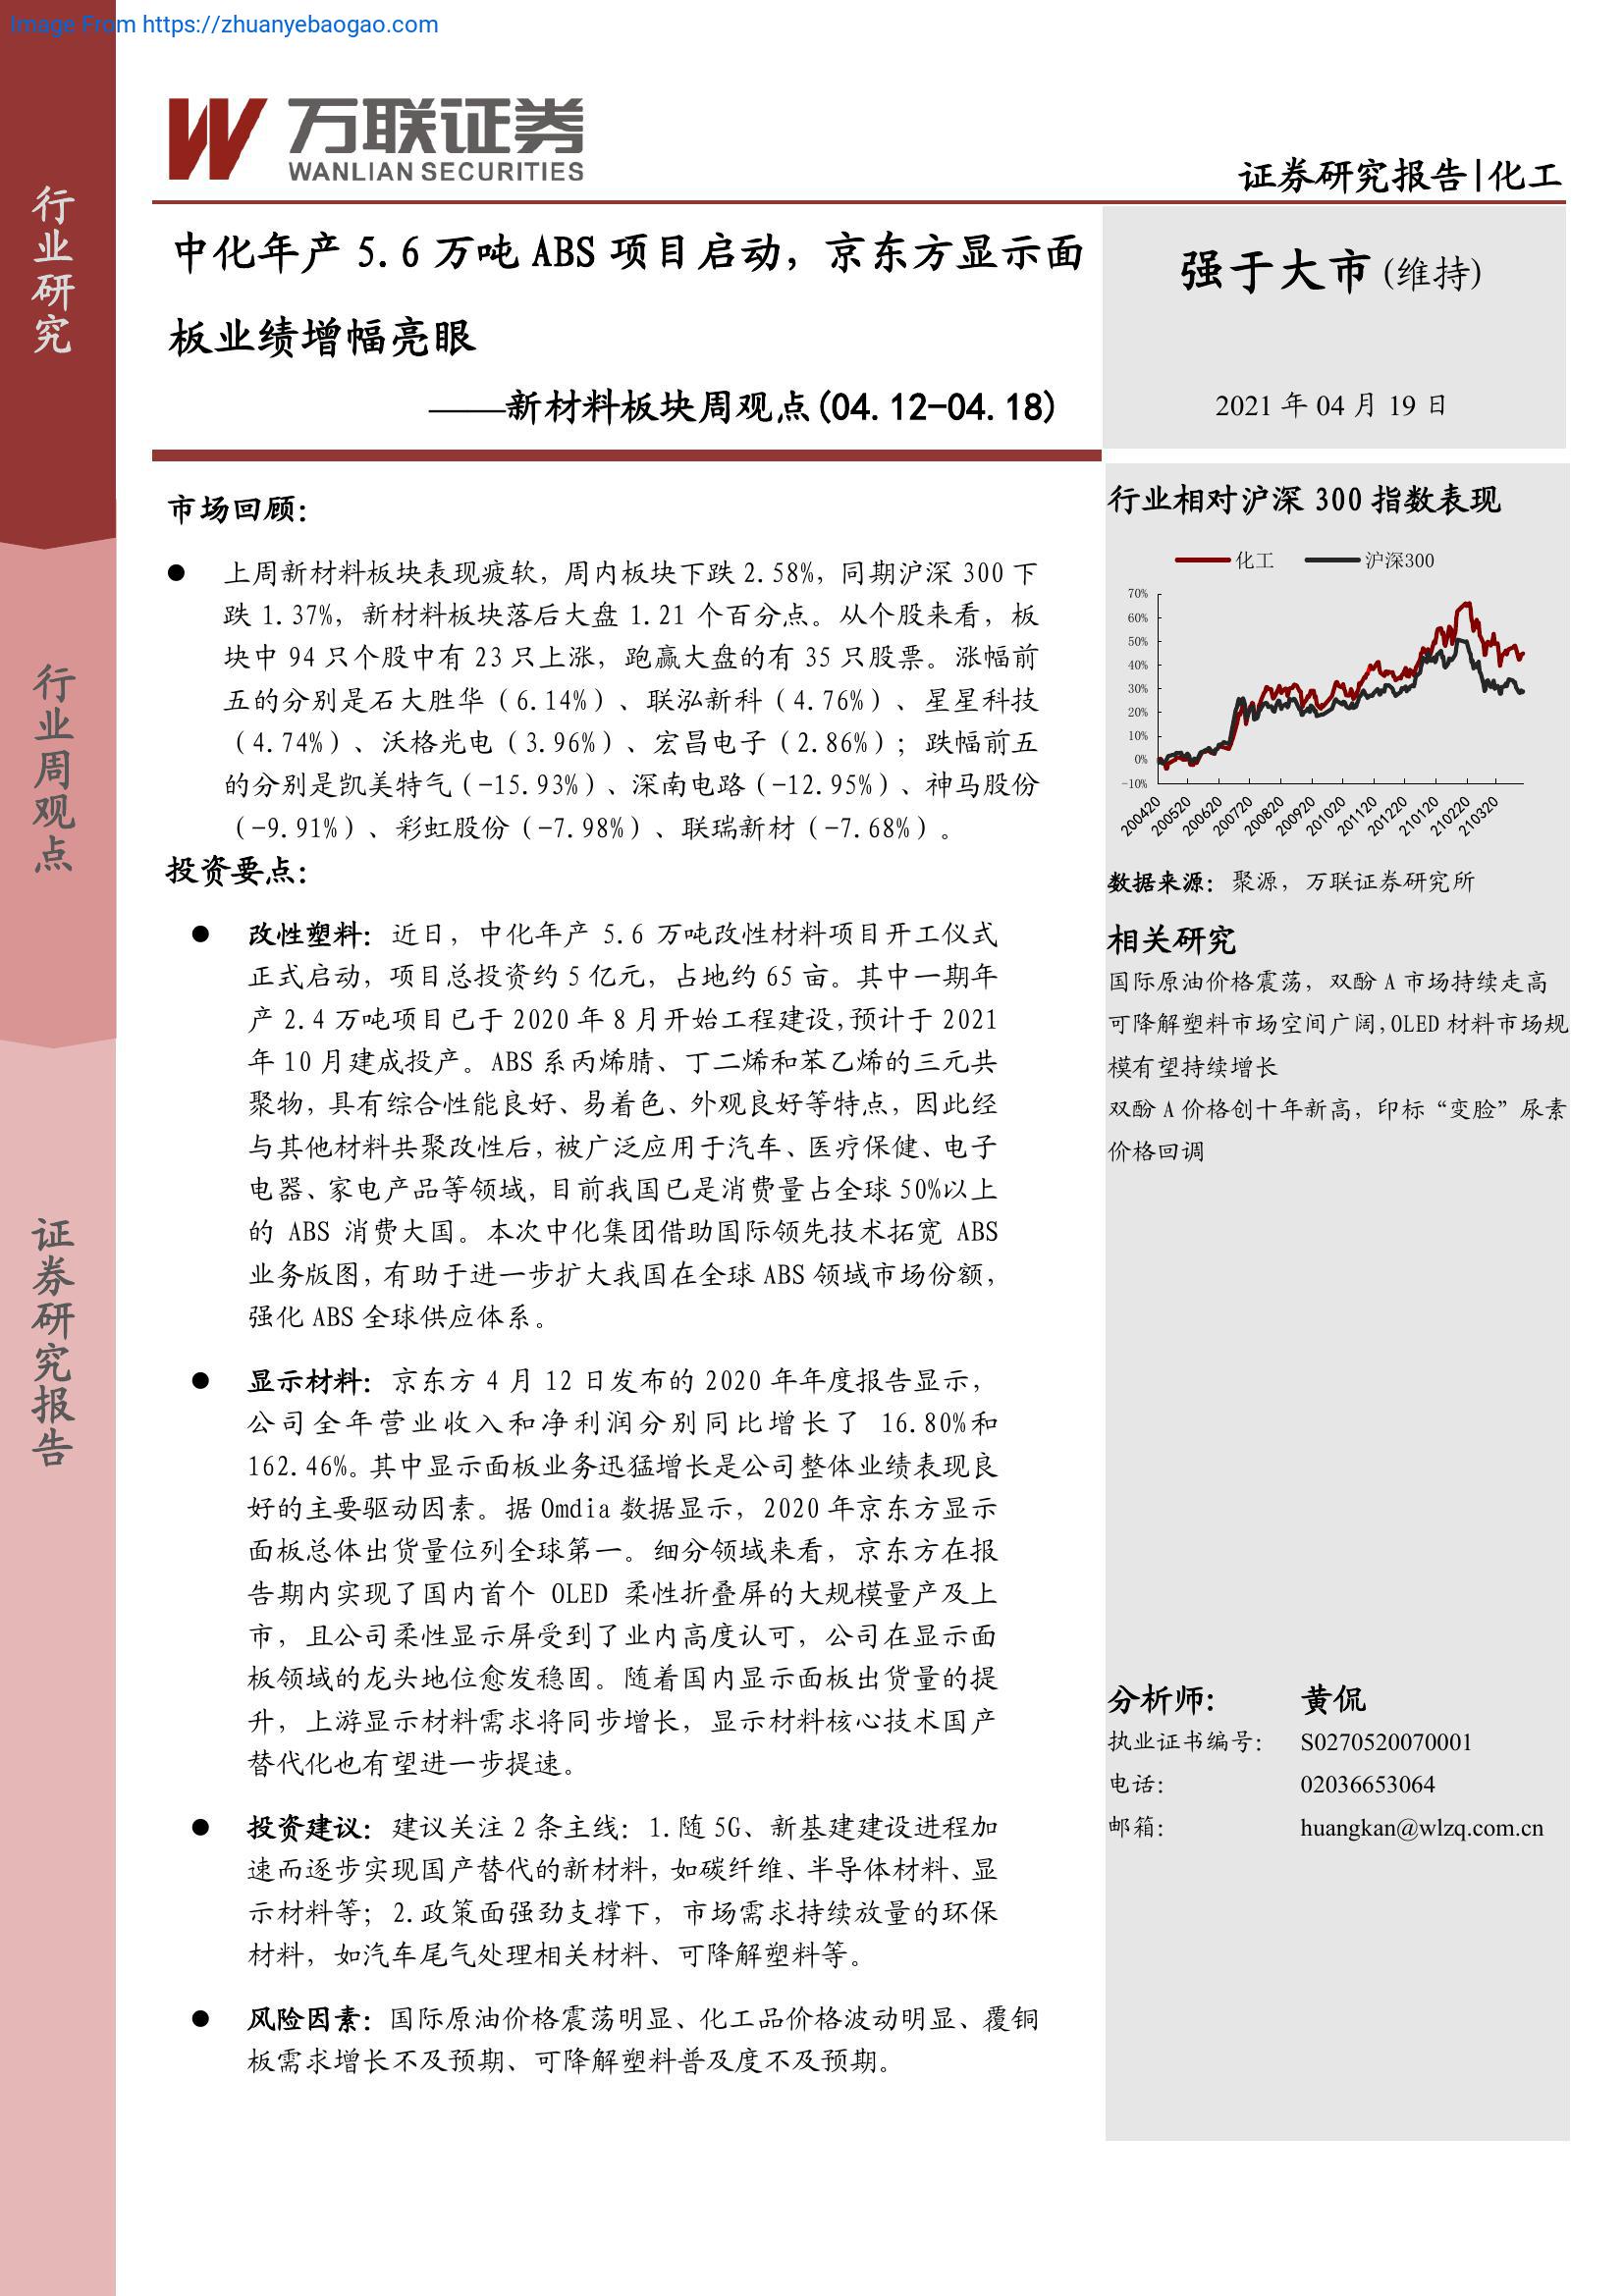 Image From https://zhuanyebaogao.com
万联证券
WANLIAN SECURITIES
证券研究报告|化工
行业研究
行业周观点
证券研究报告
中化年产 5.6 万吨 ABS 项目启动，京东方显示面
板业绩增幅亮眼
——新材料板块周观点(04.12-04.18)
强于大市(维持)
2021 年 04 月 19 日
市场回顾：
● 上周新材料板块表现疲软，周内板块下跌 2.58%，同期沪深 300 下
跌 1.37%，新材料板块落后大盘 1.21 个百分点。从个股来看，板
块中 94 只个股中有 23 只上涨，跑赢大盘的有 35 只股票。涨幅前
五的分别是石大胜华（6.14%）、联泓新科（4.76%）、星星科技
（4.74%）、沃格光电（3.96%）、宏昌电子（2.86%）；跌幅前五
的分别是凯美特气（-15.93%）、深南电路（-12.95%）、神马股份
（-9.91%）、彩虹股份（-7.98%）、联瑞新材（-7.68%）。
投资要点：
● 改性塑料：近日，中化年产 5.6 万吨改性材料项目开工仪式
正式启动，项目总投资约 5 亿元，占地约 65 亩。其中一期年
产 2.4 万吨项目已于 2020 年 8 月开始工程建设，预计于 2021
年 10 月建成投产。ABS 系丙烯腈、丁二烯和苯乙烯的三元共
聚物，具有综合性能良好、易着色、外观良好等特点，因此经
与其他材料共聚改性后，被广泛应用于汽车、医疗保健、电子
电器、家电产品等领域，目前我国已是消费量占全球 50%以上
的 ABS 消费大国。本次中化集团借助国际领先技术拓宽 ABS
业务版图，有助于进一步扩大我国在全球 ABS 领域市场份额，
强化 ABS 全球供应体系。
● 显示材料：京东方 4 月 12 日发布的 2020 年年度报告显示，
公司全年营业收入和净利润分别同比增长了 16.80%和
162.46%。其中显示面板业务迅猛增长是公司整体业绩表现良
好的主要驱动因素。据 Omdia 数据显示，2020 年京东方显示
面板总体出货量位列全球第一。细分领域来看，京东方在报
告期内实现了国内首个 OLED 柔性折叠屏的大规模量产及上
市，且公司柔性显示屏受到了业内高度认可，公司在显示面
板领域的龙头地位愈发稳固。随着国内显示面板出货量的提
升，上游显示材料需求将同步增长，显示材料核心技术国产
替代化也有望进一步提速。
● 投资建议：建议关注 2 条主线：1.随 5G、新基建建设进程加
速而逐步实现国产替代的新材料，如碳纤维、半导体材料、显
示材料等；2.政策面强劲支撑下，市场需求持续放量的环保
材料，如汽车尾气处理相关材料、可降解塑料等。
● 风险因素：国际原油价格震荡明显、化工品价格波动明显、覆铜
板需求增长不及预期、可降解塑料普及度不及预期。
行业相对沪深 300 指数表现
化工 沪深300
70%
60%
50%
40%
30%
20%
10%
0%
-10%
200420 200520 200620 200720 200820 200920 201020 201120 201220 210120 210220 210320
数据来源：聚源，万联证券研究所
相关研究
国际原油价格震荡，双酚 A 市场持续走高
可降解塑料市场空间广阔，OLED 材料市场规
模有望持续增长
双酚 A 价格创十年新高，印标“变脸”尿素
价格回调
分析师： 黄侃
执业证书编号： S0270520070001
电话： 02036653064
邮箱： huangkan@wlzq.com.cn